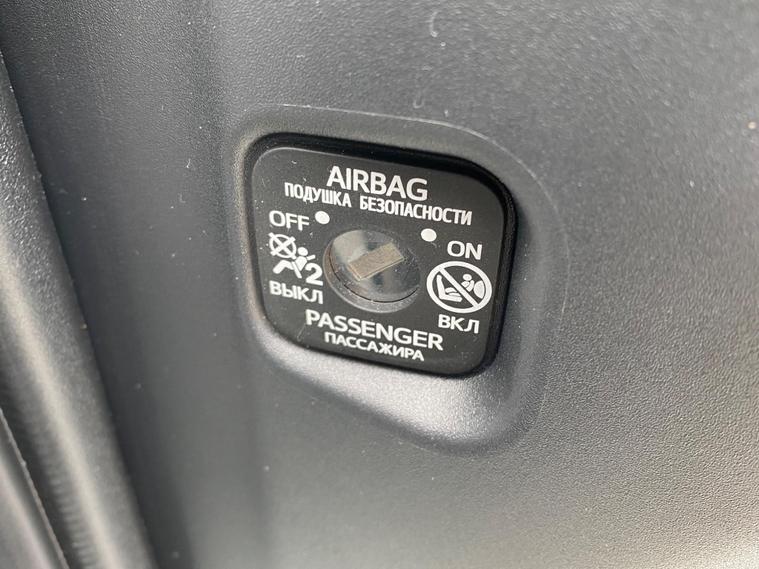 AIRBAG
ПОДУШКА БЕЗОПАСНОСТИ
OFF
ON
2
ВЫКЛ
ВКЛ
PASSENGER
ПАССАЖИРА